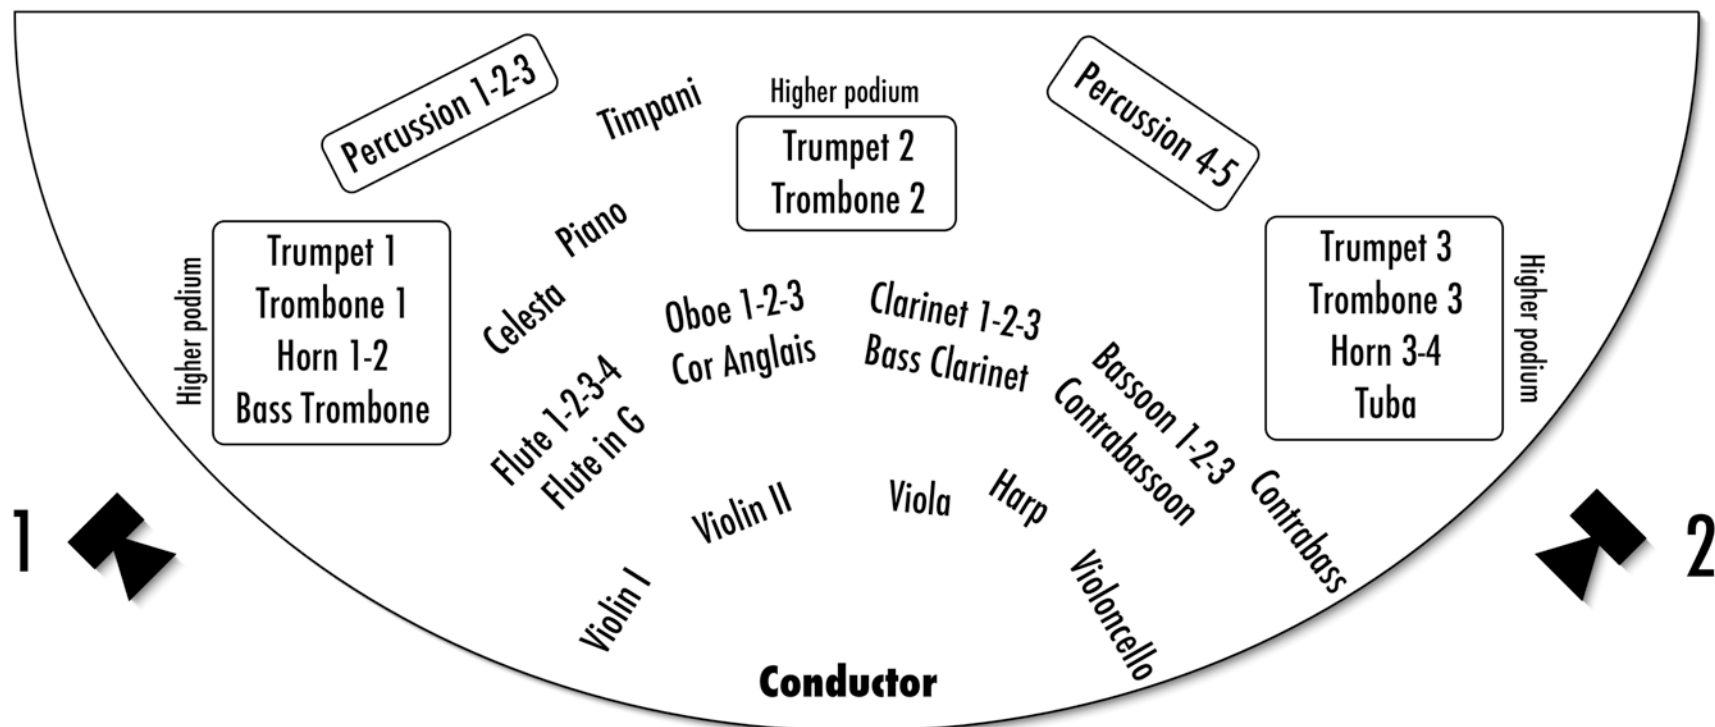 Percussion 1-2-3
Timpani
Higher podium
Trumpet 2
Trombone 2
Percussion 4-5
Piano
Celesta
Higher podium
Trumpet 1
Trombone 1
Horn 1-2
Bass Trombone
Oboe 1-2-3
Cor Anglais
Clarinet 1-2-3
Bass Clarinet
Trumpet 3
Trombone 3
Horn 3-4
Tuba
Higher podium
Flute 1-2-3-4
Flute in G
Bassoon 1-2-3
Contrabassoon
Violin II
Viola
Harp
Contrabass
1
2
Violin I
Violoncello
Conductor